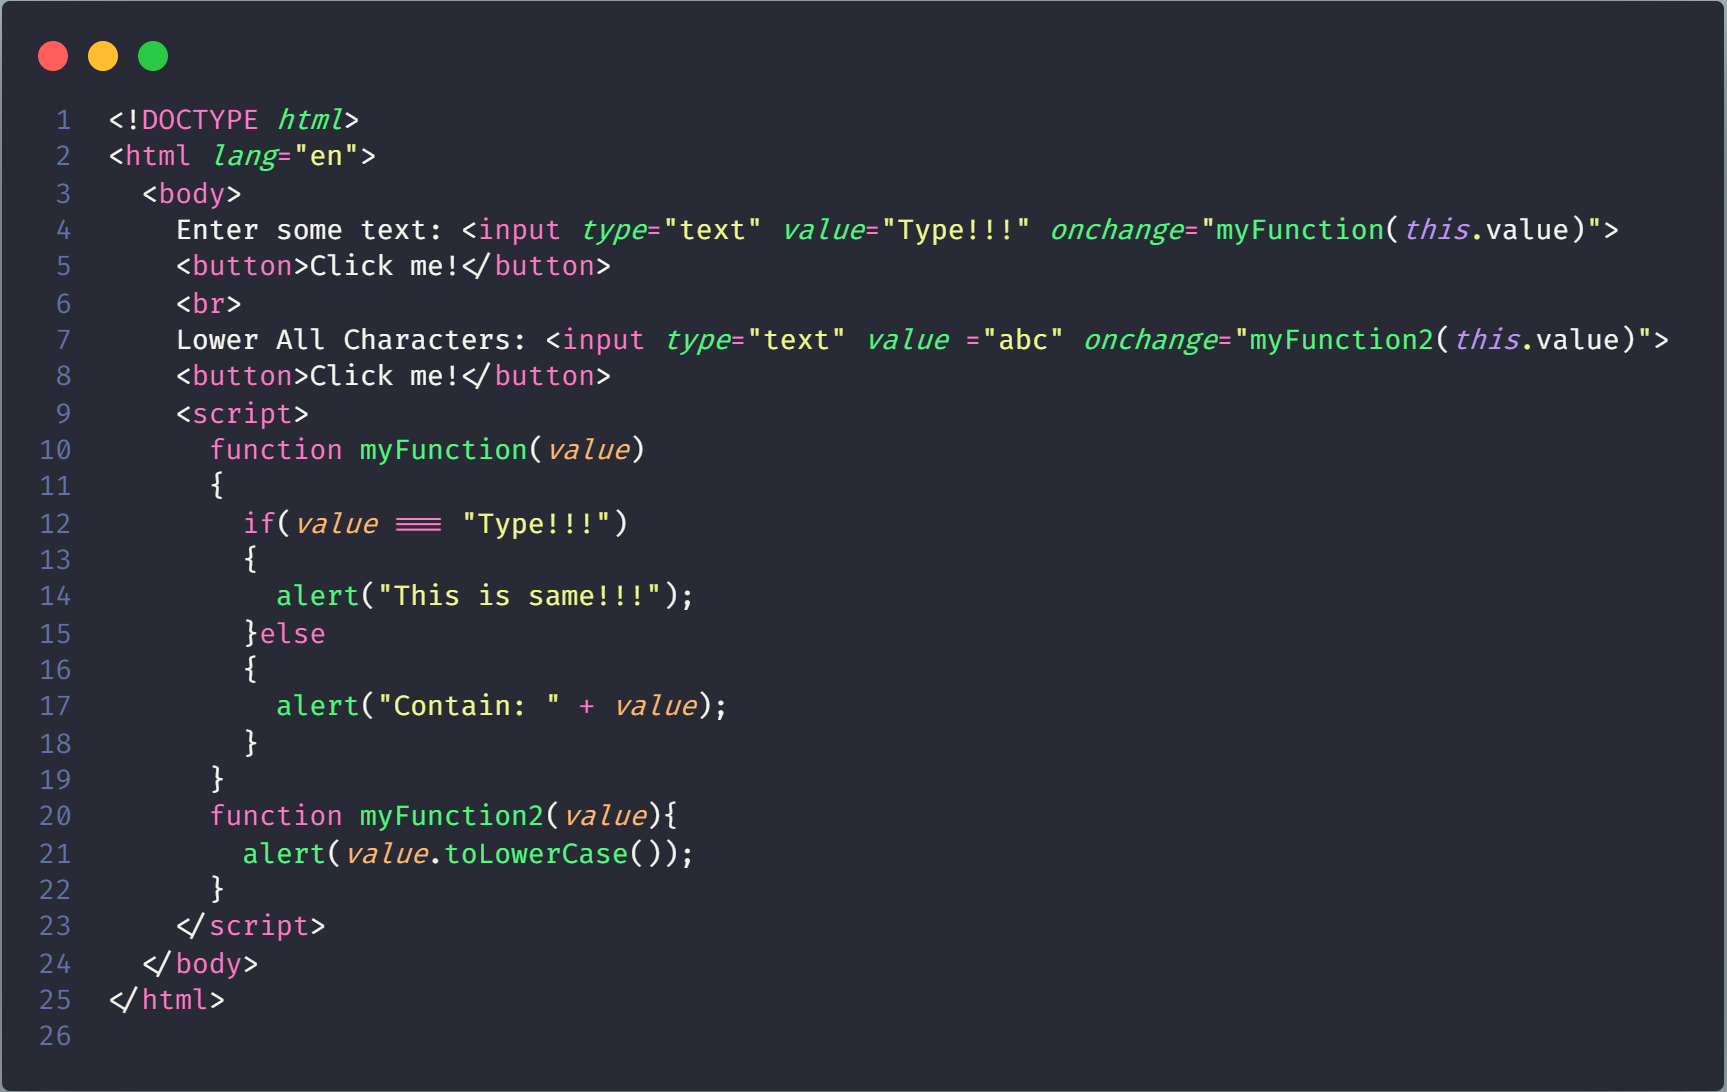 1 <!DOCTYPE html>
2 <html lang="en">
3   <body>
4     Enter some text: <input type="text" value="Type!!!" onchange="myFunction(this.value)">
5     <button>Click me!</button>
6     <br>
7     Lower All Characters: <input type="text" value ="abc" onchange="myFunction2(this.value)">
8     <button>Click me!</button>
9     <script>
10       function myFunction(value)
11       {
12         if(value === "Type!!!")
13         {
14           alert("This is same!!!");
15         }else
16         {
17           alert("Contain: " + value);
18         }
19       }
20       function myFunction2(value){
21         alert(value.toLowerCase());
22       }
23     </script>
24   </body>
25 </html>
26